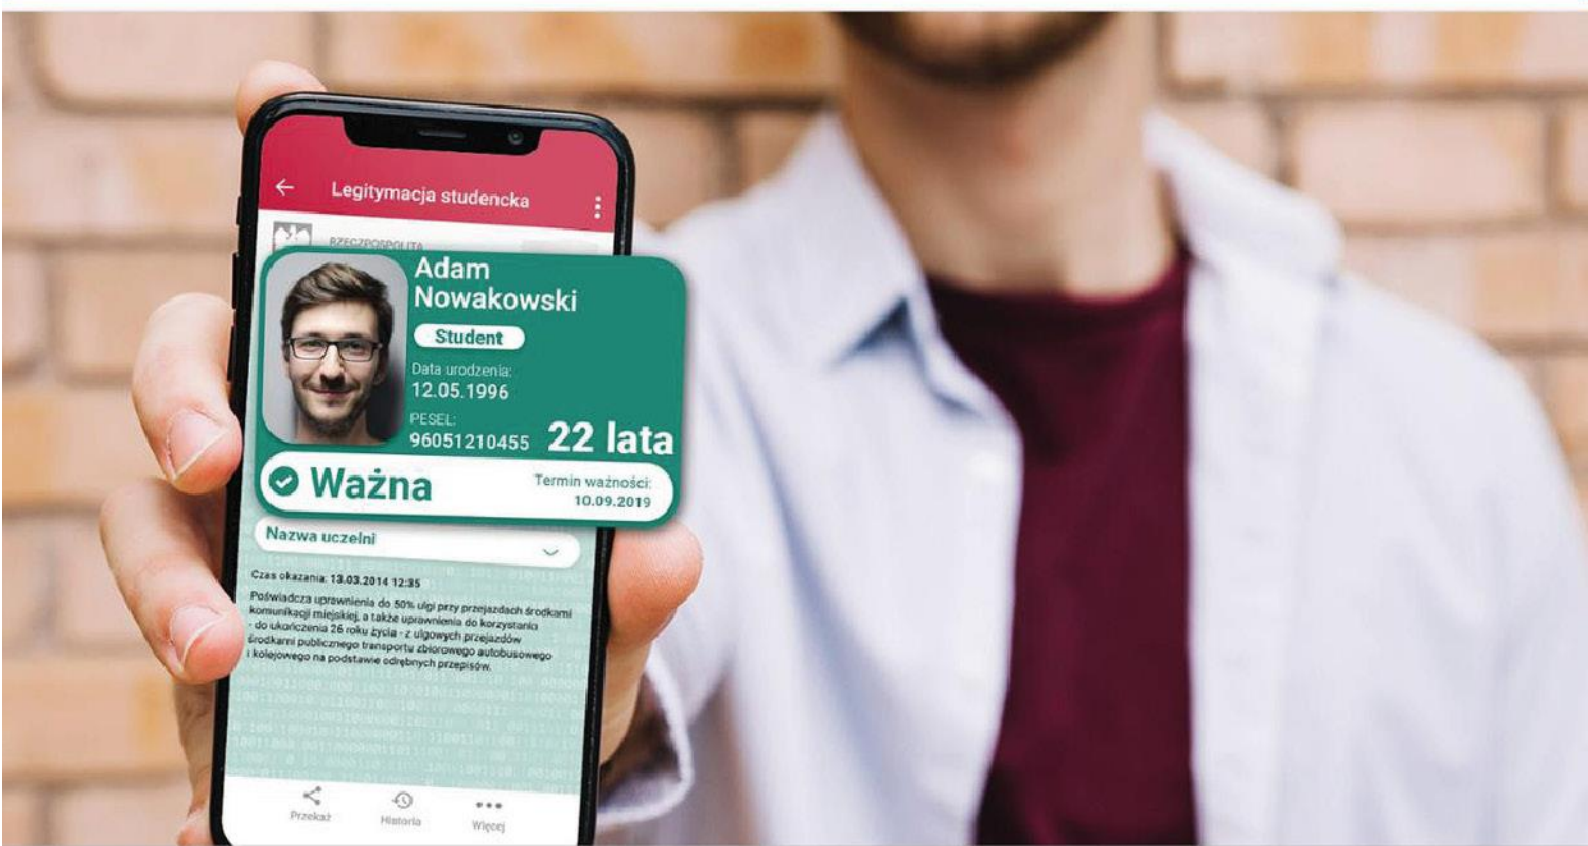 Legitymacja studencka
RZECZPOSPOLITA
Adam
Nowakowski
Student
Data urodzenia:
12.05.1996
PESEL:
96051210455
22 lata
Ważna
Termin ważności:
10.09.2019
Nazwa uczelni
Czas okazania: 13.03.2014 12:35
Poświadcza uprawnienia do 50% ulgi przy przejazdach środkami
komunikacji miejskiej, a także uprawnienia do korzystania
- do ukończenia 26 roku życia - z ulgowych przejazdów
środkami publicznego transportu zbiorowego autobusowego
i kolejowego na podstawie odrębnych przepisów.
Przekaż
Historia
Więcej